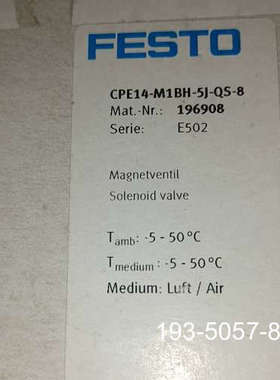 FESTO
CPE14-M1BH-5J-QS-8
Mat.-Nr.: 196908
Serie: E502
Magnetventil
Solenoid valve
Tamb: -5 - 50 °C
Tmedium: -5 - 50 °C
Medium: Luft / Air
193-5057-8